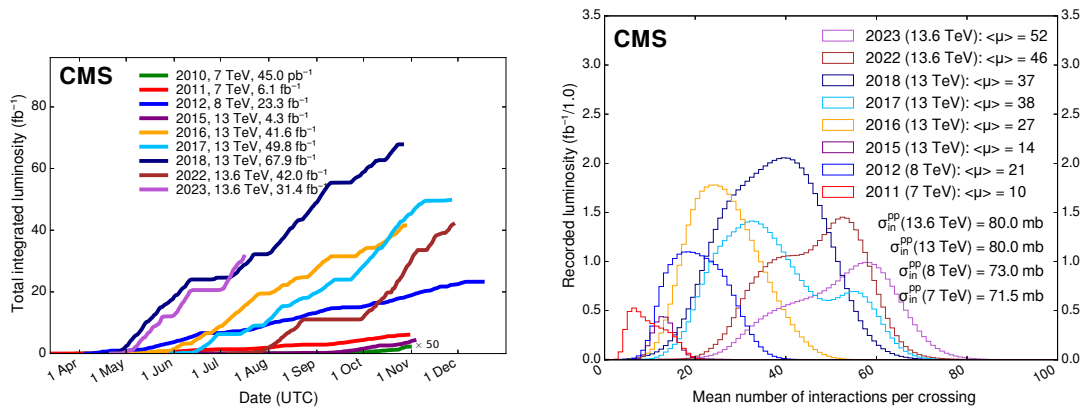 CMS
2010, 7 TeV, 45.0 pb⁻¹
2011, 7 TeV, 6.1 fb⁻¹
2012, 8 TeV, 23.3 fb⁻¹
2015, 13 TeV, 4.3 fb⁻¹
2016, 13 TeV, 41.6 fb⁻¹
2017, 13 TeV, 49.8 fb⁻¹
2018, 13 TeV, 67.9 fb⁻¹
2022, 13.6 TeV, 42.0 fb⁻¹
2023, 13.6 TeV, 31.4 fb⁻¹
Total integrated luminosity (fb⁻¹)
80
60
40
20
0
× 50
1 Apr
1 May
1 Jun
1 Jul
1 Aug
1 Sep
1 Oct
1 Nov
1 Dec
Date (UTC)
CMS
2023 (13.6 TeV): <μ> = 52
2022 (13.6 TeV): <μ> = 46
2018 (13 TeV): <μ> = 37
2017 (13 TeV): <μ> = 38
2016 (13 TeV): <μ> = 27
2015 (13 TeV): <μ> = 14
2012 (8 TeV): <μ> = 21
2011 (7 TeV): <μ> = 10
σᵖᵖᵢₙ(13.6 TeV) = 80.0 mb
σᵖᵖᵢₙ(13 TeV) = 80.0 mb
σᵖᵖᵢₙ(8 TeV) = 73.0 mb
σᵖᵖᵢₙ(7 TeV) = 71.5 mb
Recorded luminosity (fb⁻¹/1.0)
3.5
3.0
2.5
2.0
1.5
1.0
0.5
0.0
3.5
3.0
2.5
2.0
1.5
1.0
0.5
0.0
0
20
40
60
80
100
Mean number of interactions per crossing